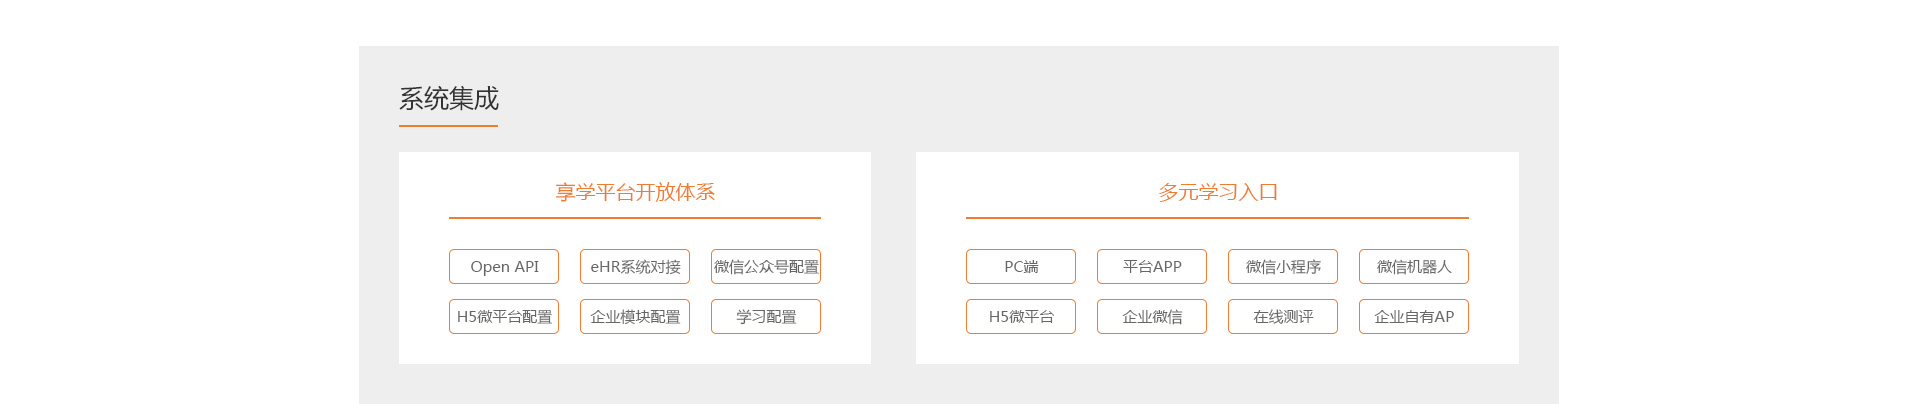 系统集成
享学平台开放体系
Open API
eHR系统对接
微信公众号配置
H5微平台配置
企业模块配置
学习配置
多元学习入口
PC端
平台APP
微信小程序
微信机器人
H5微平台
企业微信
在线测评
企业自有AP